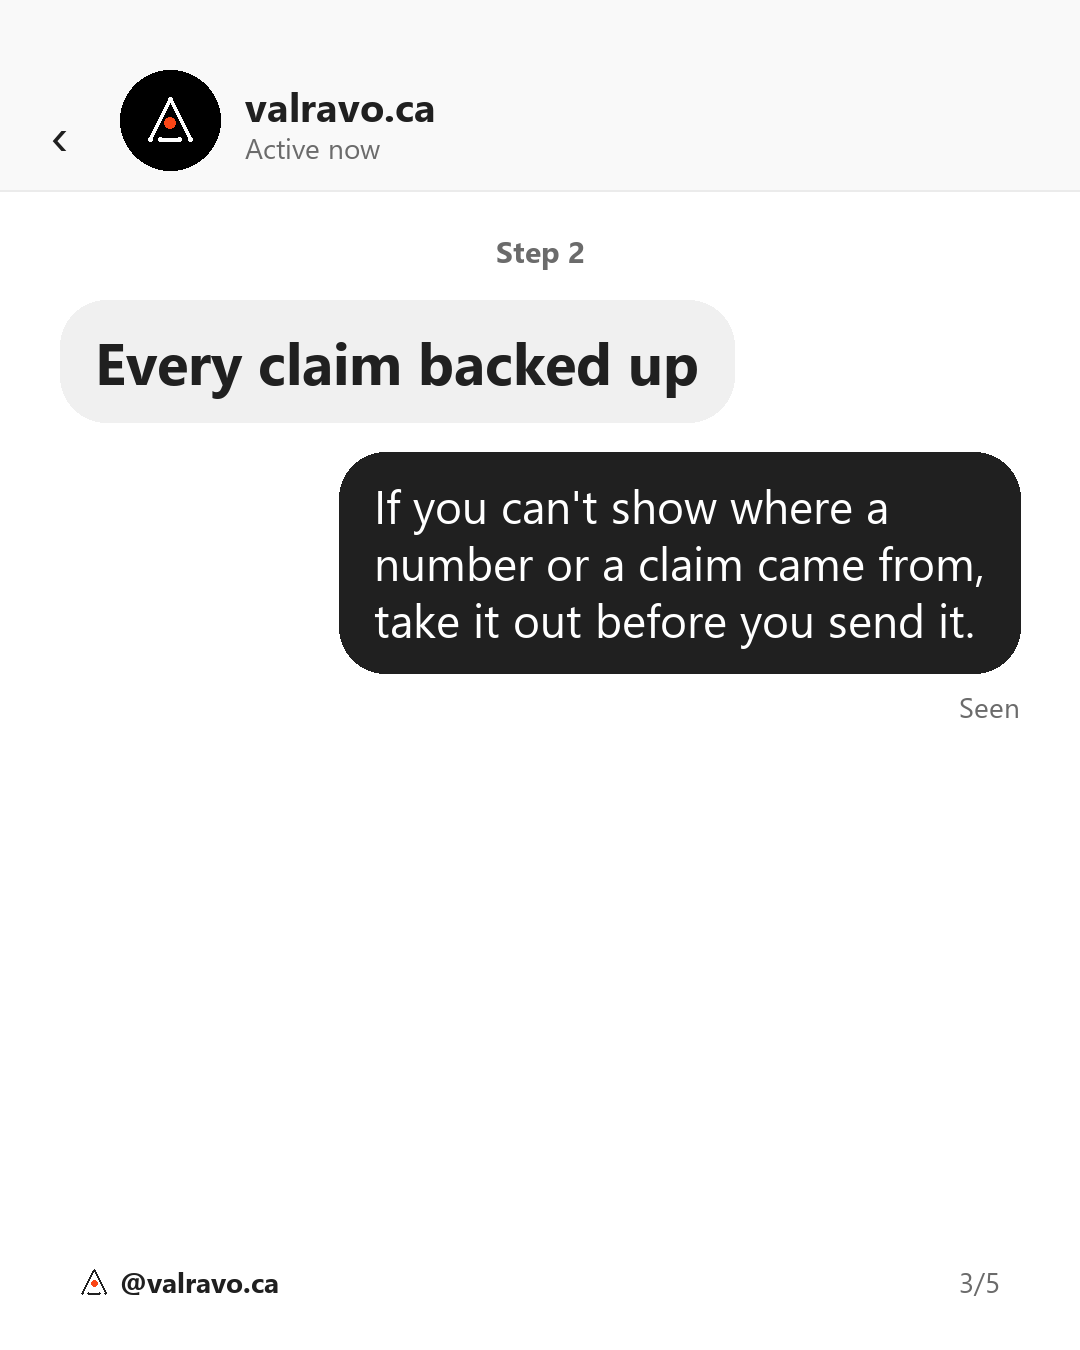 ‹
valravo.ca
Active now
Step 2
Every claim backed up
If you can't show where a
number or a claim came from,
take it out before you send it.
Seen
@valravo.ca
3/5